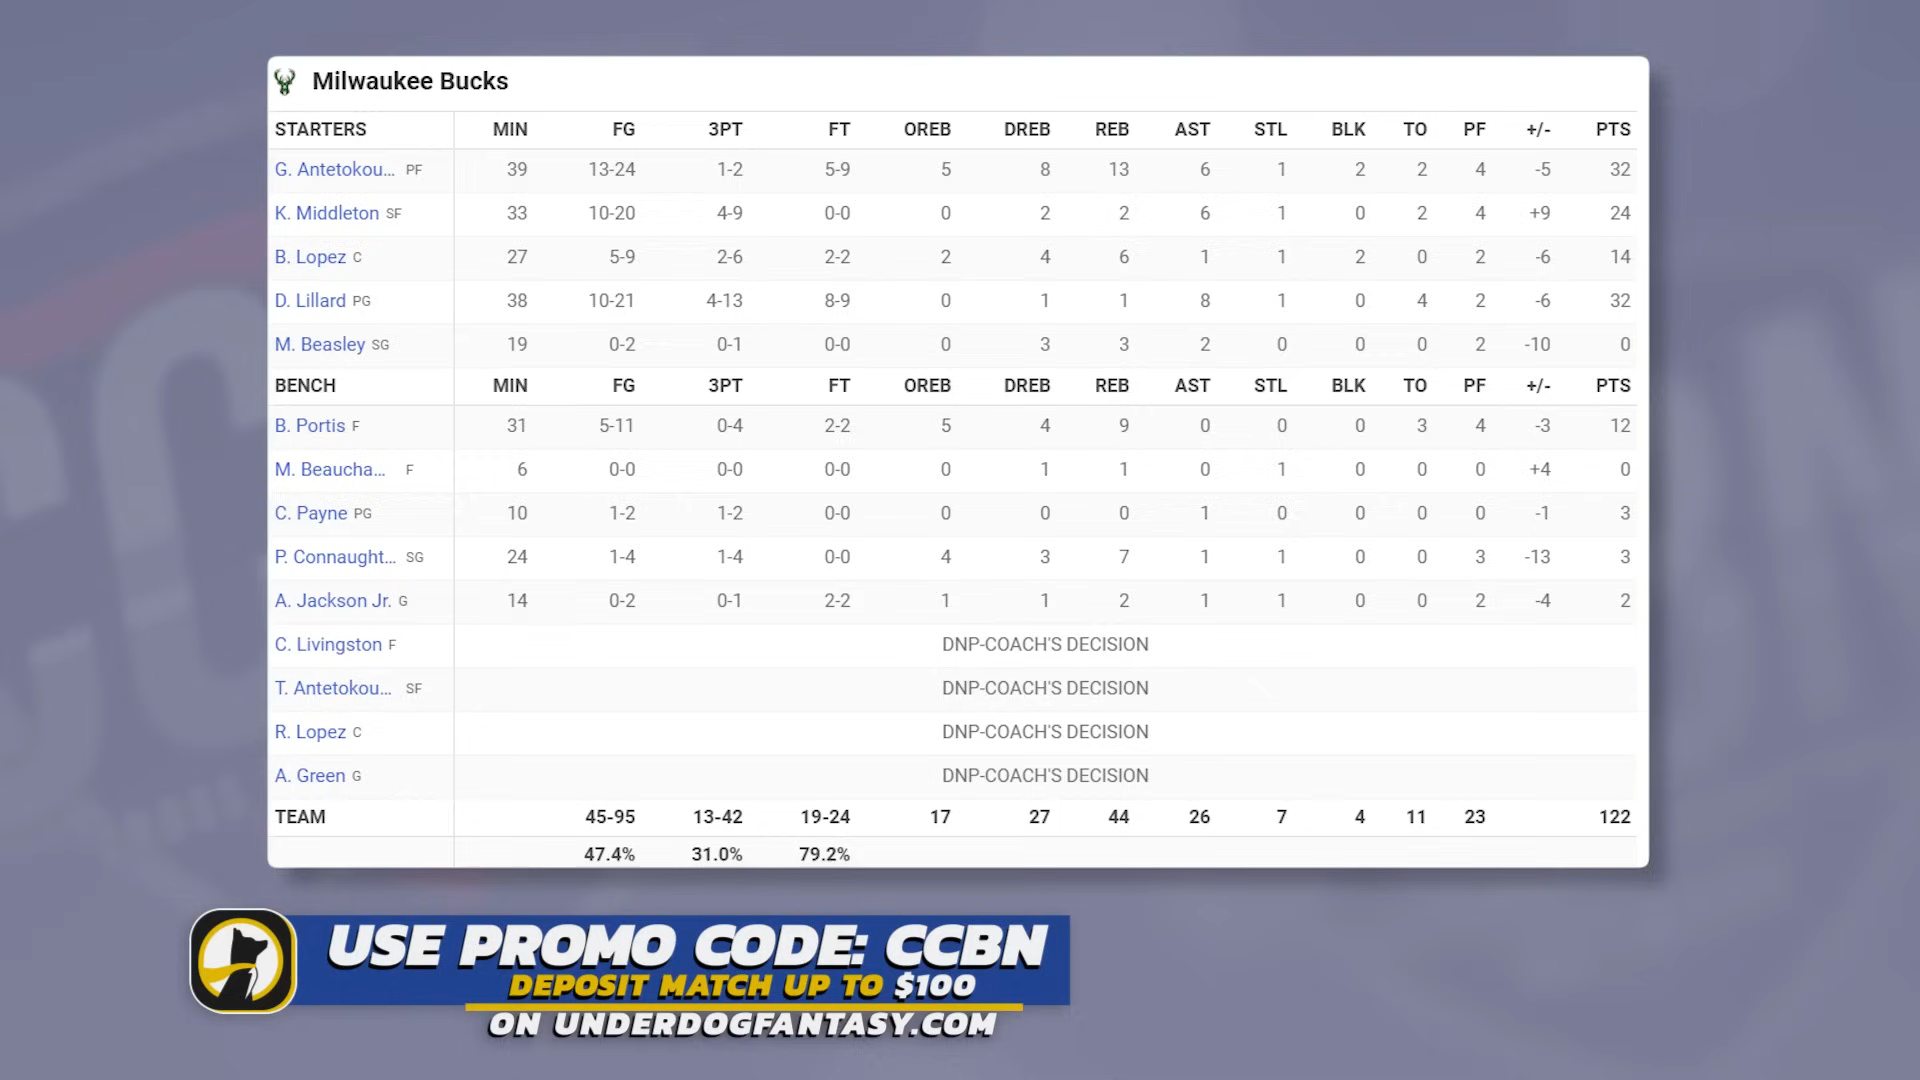 Milwaukee Bucks
STARTERS MIN FG 3PT FT OREB DREB REB AST STL BLK TO PF +/- PTS
G. Antetokou... PF 39 13-24 1-2 5-9 5 8 13 6 1 2 2 4 -5 32
K. Middleton SF 33 10-20 4-9 0-0 0 2 2 6 1 0 2 4 +9 24
B. Lopez C 27 5-9 2-6 2-2 2 4 6 1 1 2 0 2 -6 14
D. Lillard PG 38 10-21 4-13 8-9 0 1 1 8 1 0 4 2 -6 32
M. Beasley SG 19 0-2 0-1 0-0 0 3 3 2 0 0 0 2 -10 0
BENCH MIN FG 3PT FT OREB DREB REB AST STL BLK TO PF +/- PTS
B. Portis F 31 5-11 0-4 2-2 5 4 9 0 0 0 3 4 -3 12
M. Beaucha... F 6 0-0 0-0 0-0 0 1 1 0 1 0 0 0 +4 0
C. Payne PG 10 1-2 1-2 0-0 0 0 0 1 0 0 0 0 -1 3
P. Connaught... SG 24 1-4 1-4 0-0 4 3 7 1 1 0 0 3 -13 3
A. Jackson Jr. G 14 0-2 0-1 2-2 1 1 2 1 1 0 0 2 -4 2
C. Livingston F DNP-COACH'S DECISION
T. Antetokou... SF DNP-COACH'S DECISION
R. Lopez C DNP-COACH'S DECISION
A. Green G DNP-COACH'S DECISION
TEAM 45-95 13-42 19-24 17 27 44 26 7 4 11 23 122
47.4% 31.0% 79.2%
USE PROMO CODE: CCBN
DEPOSIT MATCH UP TO $100
ON UNDERDOGFANTASY.COM